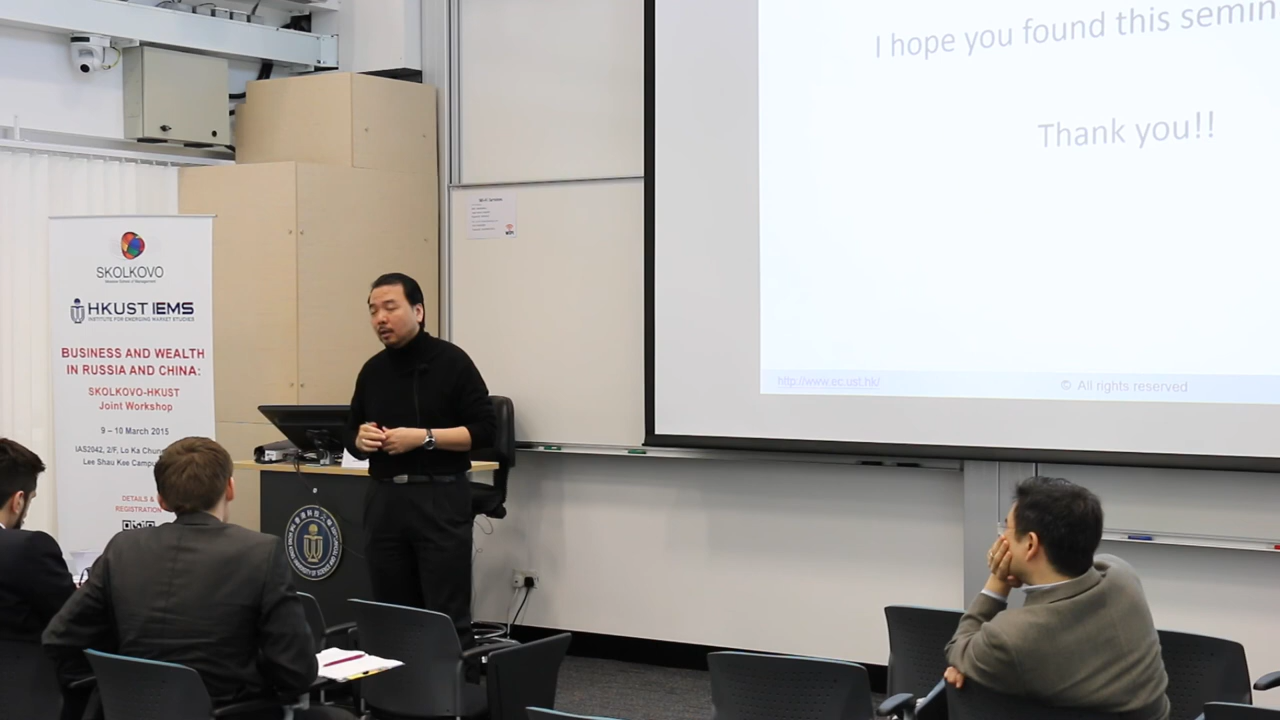 I hope you found this semin
Thank you!!
http://www.ec.ust.hk/
© All rights reserved
SKOLKOVO
HKUST IEMS
INSTITUTE FOR EMERGING MARKET STUDIES
BUSINESS AND WEALTH
IN RUSSIA AND CHINA:
SKOLKOVO-HKUST
Joint Workshop
9 – 10 March 2015
IAS2042, 2/F, Lo Ka Chun
Lee Shau Kee Campu
DETAILS &
REGISTRATION